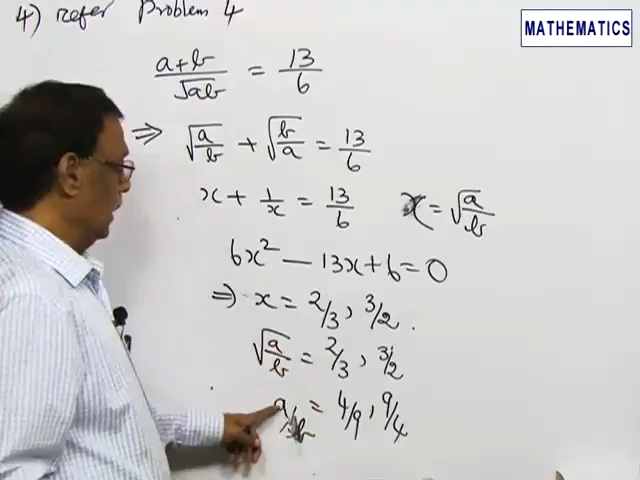 MATHEMATICS
4) Refer Problem 4
(a+b)/√ab = 13/6
⇒ √(a/b) + √(b/a) = 13/6
x + 1/x = 13/6 x = √(a/b)
6x² — 13x + 6 = 0
⇒ x = 2/3, 3/2.
√(a/b) = 2/3, 3/2
a/b = 4/9, 9/4